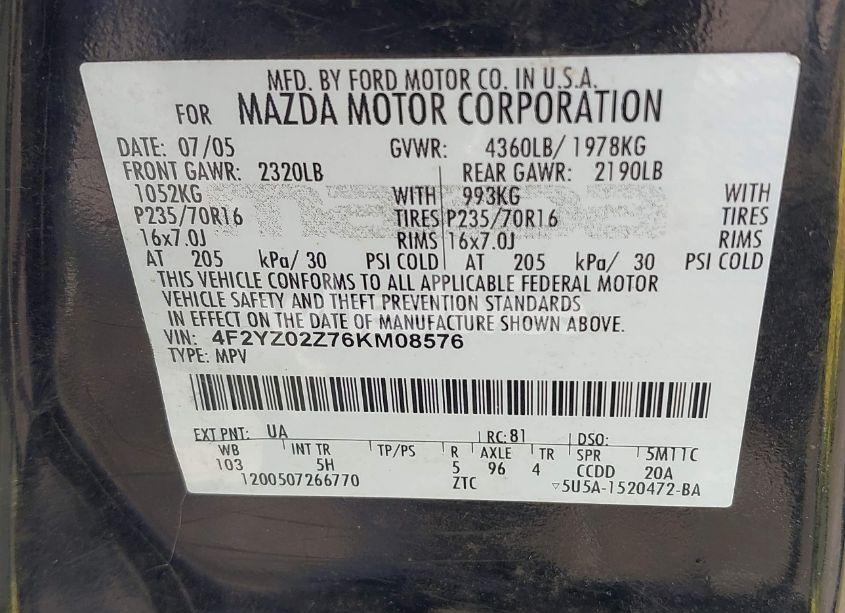 MFD. BY FORD MOTOR CO. IN U.S.A.
FOR MAZDA MOTOR CORPORATION
DATE: 07/05 GVWR: 4360LB/ 1978KG
FRONT GAWR: 2320LB REAR GAWR: 2190LB
1052KG WITH 993KG WITH
P235/70R16 TIRES P235/70R16 TIRES
16x7.0J RIMS 16x7.0J RIMS
AT 205 kPa/ 30 PSI COLD AT 205 kPa/ 30 PSI COLD
THIS VEHICLE CONFORMS TO ALL APPLICABLE FEDERAL MOTOR
VEHICLE SAFETY AND THEFT PREVENTION STANDARDS
IN EFFECT ON THE DATE OF MANUFACTURE SHOWN ABOVE.
VIN: 4F2YZ02Z76KM08576
TYPE: MPV
EXT PNT: UA RC: 81 DSO:
WB INT TR TP/PS R AXLE TR SPR 5M11C
103 5H 5 96 4 CCDD 20A
1200507266770 ZTC ▽5U5A-1520472-BA